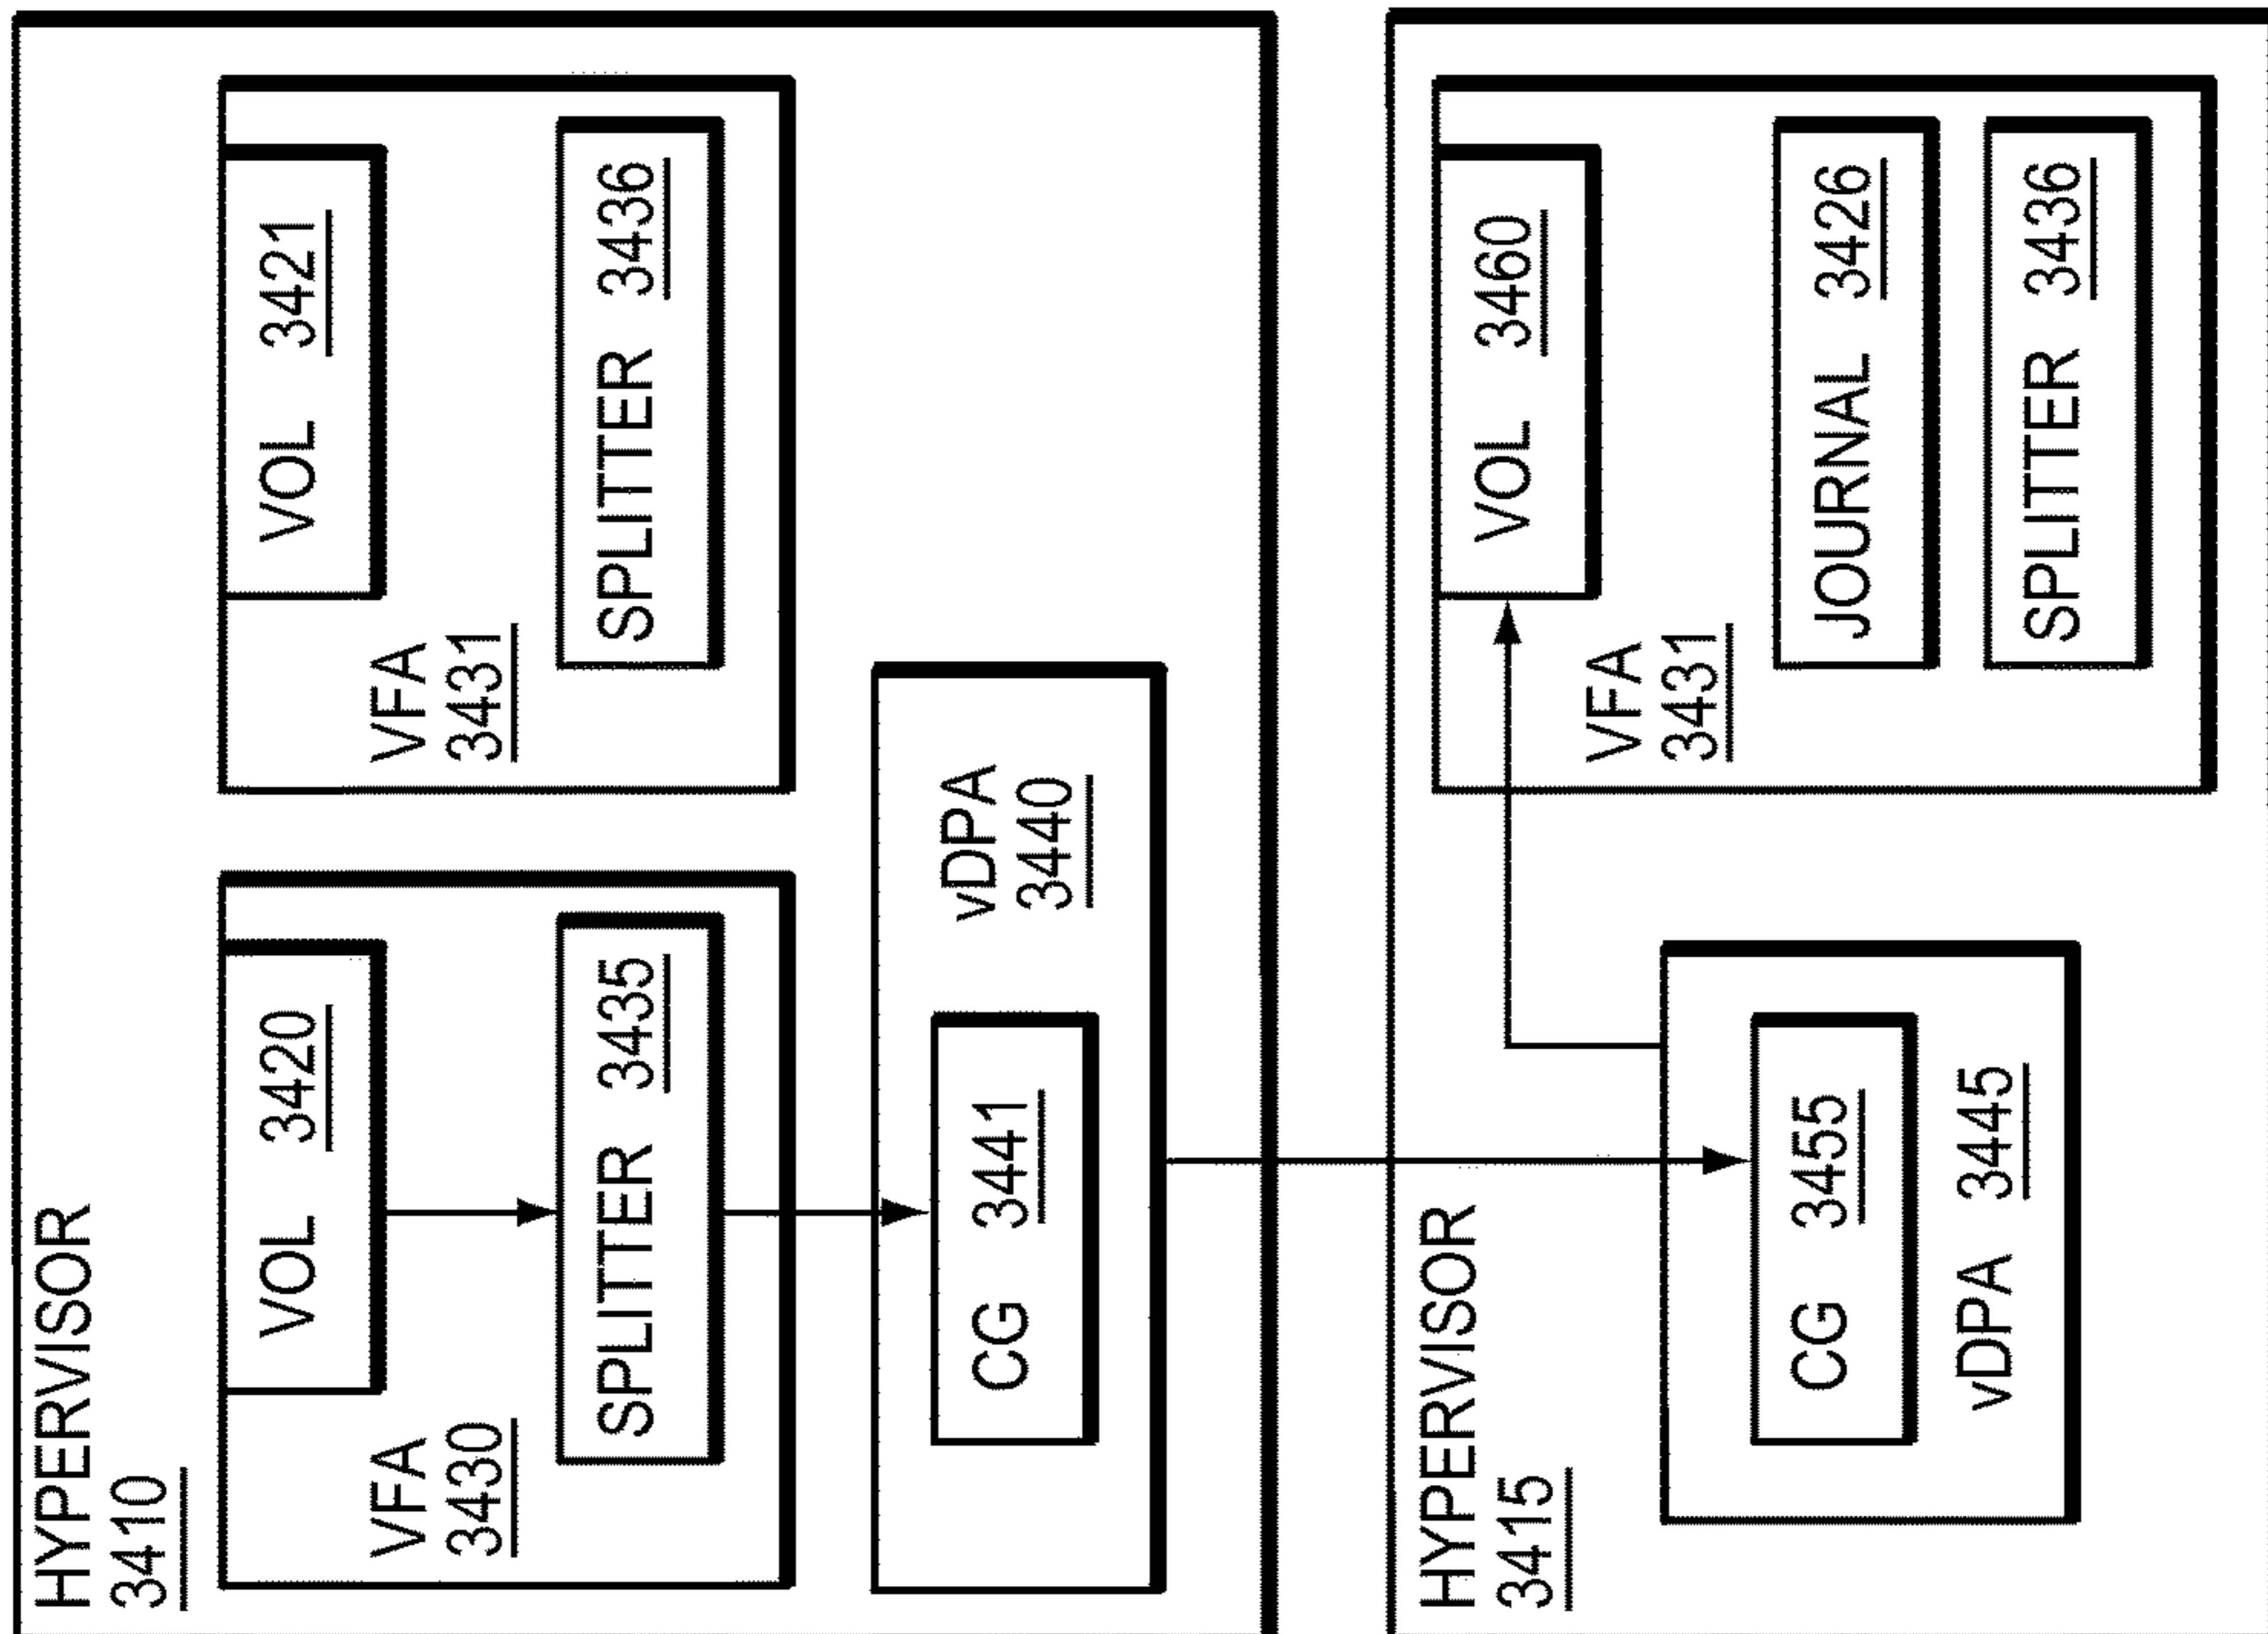 HYPERVISOR
3410
VOL 3420
VFA
3430
SPLITTER 3435
VOL 3421
VFA
3431
SPLITTER 3436
vDPA
3440
CG 3441
HYPERVISOR
3415
CG 3455
vDPA 3445
VOL 3460
VFA
3431
JOURNAL 3426
SPLITTER 3436